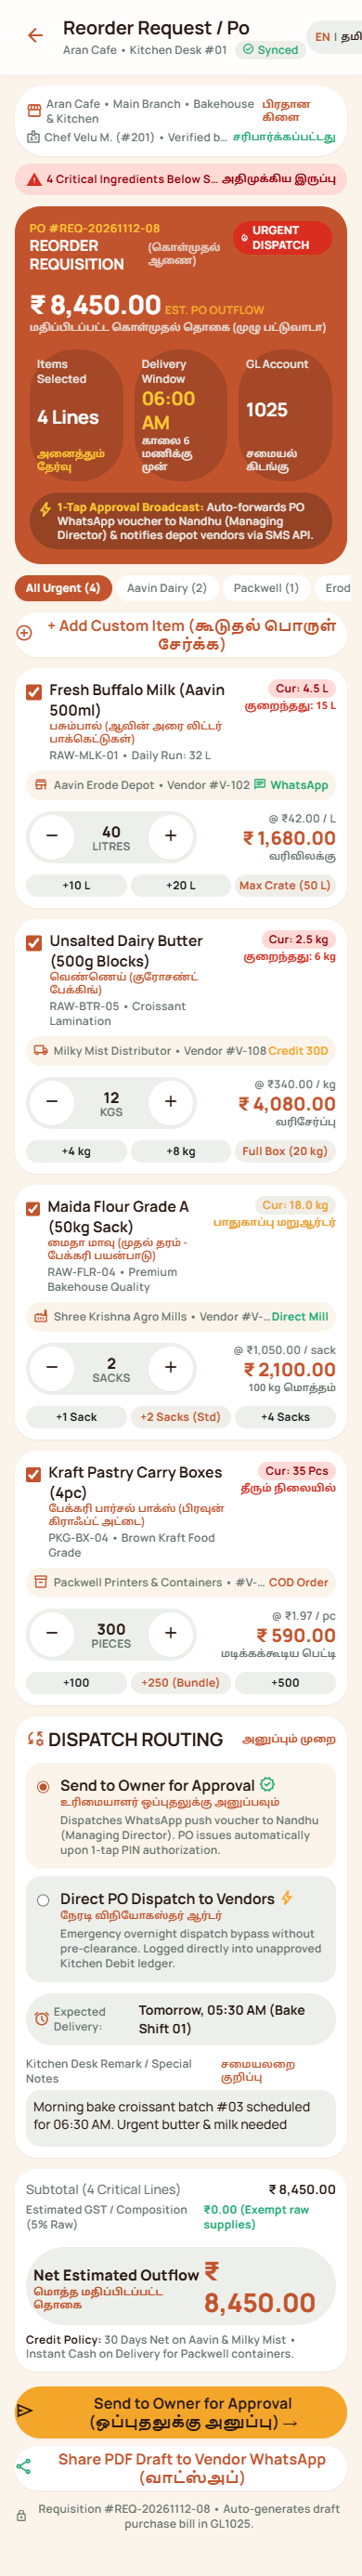 Reorder Request / Po
Aran Cafe • Kitchen Desk #01 Synced
EN | தமி
Aran Cafe • Main Branch • Bakehouse
& Kitchen
பிரதான
கிளை
Chef Velu M. (#201) • Verified b... சரிபார்க்கப்பட்டது
4 Critical Ingredients Below S... அதிமுக்கிய இருப்பு
PO #REQ-20261112-08
REORDER
REQUISITION
(கொள்முதல்
ஆணை)
URGENT
DISPATCH
₹ 8,450.00 EST. PO OUTFLOW
மதிப்பிடப்பட்ட கொள்முதல் தொகை (முழு பட்டுவாடா)
Items
Selected
4 Lines
அனைத்தும்
தேர்வு
Delivery
Window
06:00
AM
காலை 6
மணிக்கு
முன்
GL Account
1025
சமையல்
கிடங்கு
1-Tap Approval Broadcast: Auto-forwards PO
WhatsApp voucher to Nandhu (Managing
Director) & notifies depot vendors via SMS API.
All Urgent (4) Aavin Dairy (2) Packwell (1) Erod
+ Add Custom Item (கூடுதல் பொருள்
சேர்க்க)
Fresh Buffalo Milk (Aavin
500ml)
பசும்பால் (ஆவின் அரை லிட்டர்
பாக்கெட்டுகள்)
RAW-MLK-01 • Daily Run: 32 L
Cur: 4.5 L
குறைந்தது: 15 L
Aavin Erode Depot • Vendor #V-102 WhatsApp
− 40 +
LITRES
@ ₹42.00 / L
₹ 1,680.00
வரிவிலக்கு
+10 L +20 L Max Crate (50 L)
Unsalted Dairy Butter
(500g Blocks)
வெண்ணெய் (குரோசண்ட்
பேக்கிங்)
RAW-BTR-05 • Croissant
Lamination
Cur: 2.5 kg
குறைந்தது: 6 kg
Milky Mist Distributor • Vendor #V-108 Credit 30D
− 12 +
KGS
@ ₹340.00 / kg
₹ 4,080.00
வரிசேர்ப்பு
+4 kg +8 kg Full Box (20 kg)
Maida Flour Grade A
(50kg Sack)
மைதா மாவு (முதல் தரம் -
பேக்கரி பயன்பாடு)
RAW-FLR-04 • Premium
Bakehouse Quality
Cur: 18.0 kg
பாதுகாப்பு மறுஆர்டர்
Shree Krishna Agro Mills • Vendor #V-... Direct Mill
− 2 +
SACKS
@ ₹1,050.00 / sack
₹ 2,100.00
100 kg மொத்தம்
+1 Sack +2 Sacks (Std) +4 Sacks
Kraft Pastry Carry Boxes
(4pc)
பேக்கரி பார்சல் பாக்ஸ் (பிரவுன்
கிராஃப்ட் அட்டை)
PKG-BX-04 • Brown Kraft Food
Grade
Cur: 35 Pcs
தீரும் நிலையில்
Packwell Printers & Containers • #V-... COD Order
− 300 +
PIECES
@ ₹1.97 / pc
₹ 590.00
மடிக்கக்கூடிய பெட்டி
+100 +250 (Bundle) +500
DISPATCH ROUTING அனுப்பும் முறை
Send to Owner for Approval
உரிமையாளர் ஒப்புதலுக்கு அனுப்பவும்
Dispatches WhatsApp push voucher to Nandhu
(Managing Director). PO issues automatically
upon 1-tap PIN authorization.
Direct PO Dispatch to Vendors
நேரடி விநியோகஸ்தர் ஆர்டர்
Emergency overnight dispatch bypass without
pre-clearance. Logged directly into unapproved
Kitchen Debit ledger.
Expected
Delivery:
Tomorrow, 05:30 AM (Bake
Shift 01)
Kitchen Desk Remark / Special
Notes
சமையலறை
குறிப்பு
Morning bake croissant batch #03 scheduled
for 06:30 AM. Urgent butter & milk needed
Subtotal (4 Critical Lines) ₹ 8,450.00
Estimated GST / Composition
(5% Raw)
₹0.00 (Exempt raw
supplies)
Net Estimated Outflow
மொத்த மதிப்பிடப்பட்ட
தொகை
₹
8,450.00
Credit Policy: 30 Days Net on Aavin & Milky Mist •
Instant Cash on Delivery for Packwell containers.
Send to Owner for Approval
(ஒப்புதலுக்கு அனுப்பு) →
Share PDF Draft to Vendor WhatsApp
(வாட்ஸ்அப்)
Requisition #REQ-20261112-08 • Auto-generates draft
purchase bill in GL1025.